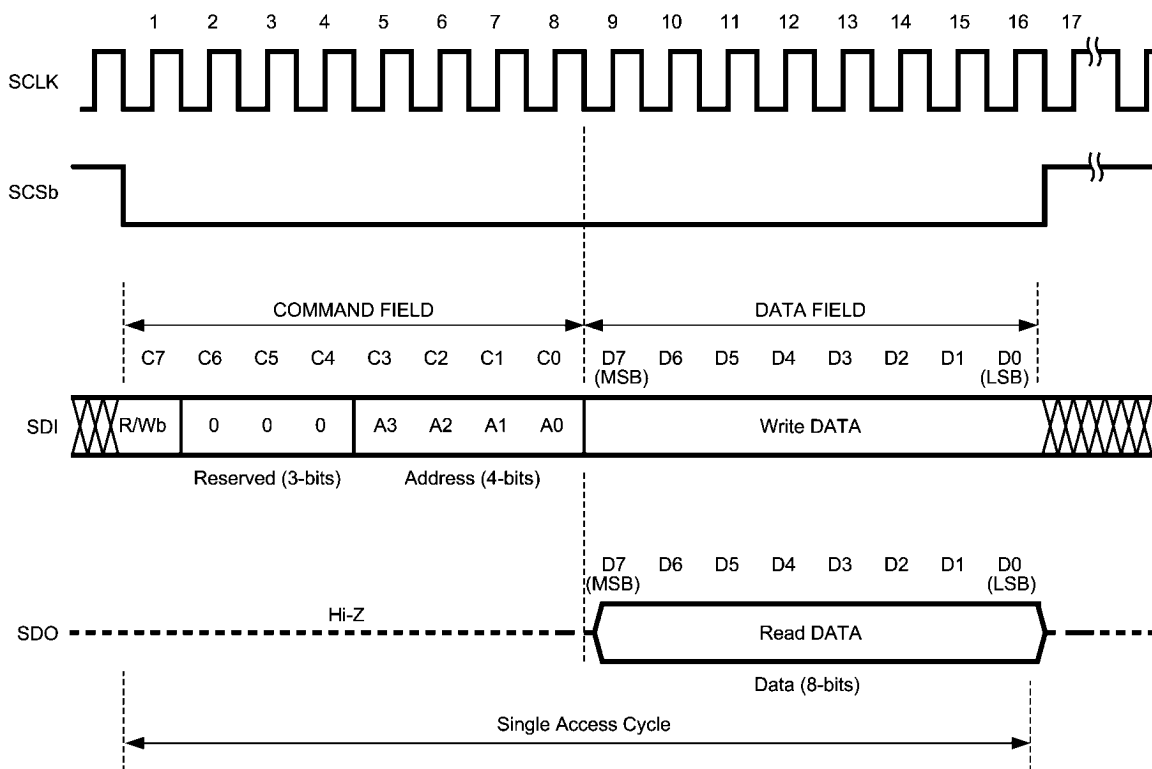 1 2 3 4 5 6 7 8 9 10 11 12 13 14 15 16 17
SCLK
SCSb
COMMAND FIELD DATA FIELD
C7 C6 C5 C4 C3 C2 C1 C0 D7 D6 D5 D4 D3 D2 D1 D0
(MSB) (LSB)
SDI R/Wb 0 0 0 A3 A2 A1 A0 Write DATA
Reserved (3-bits) Address (4-bits)
D7 D6 D5 D4 D3 D2 D1 D0
(MSB) (LSB)
Hi-Z
SDO Read DATA
Data (8-bits)
Single Access Cycle